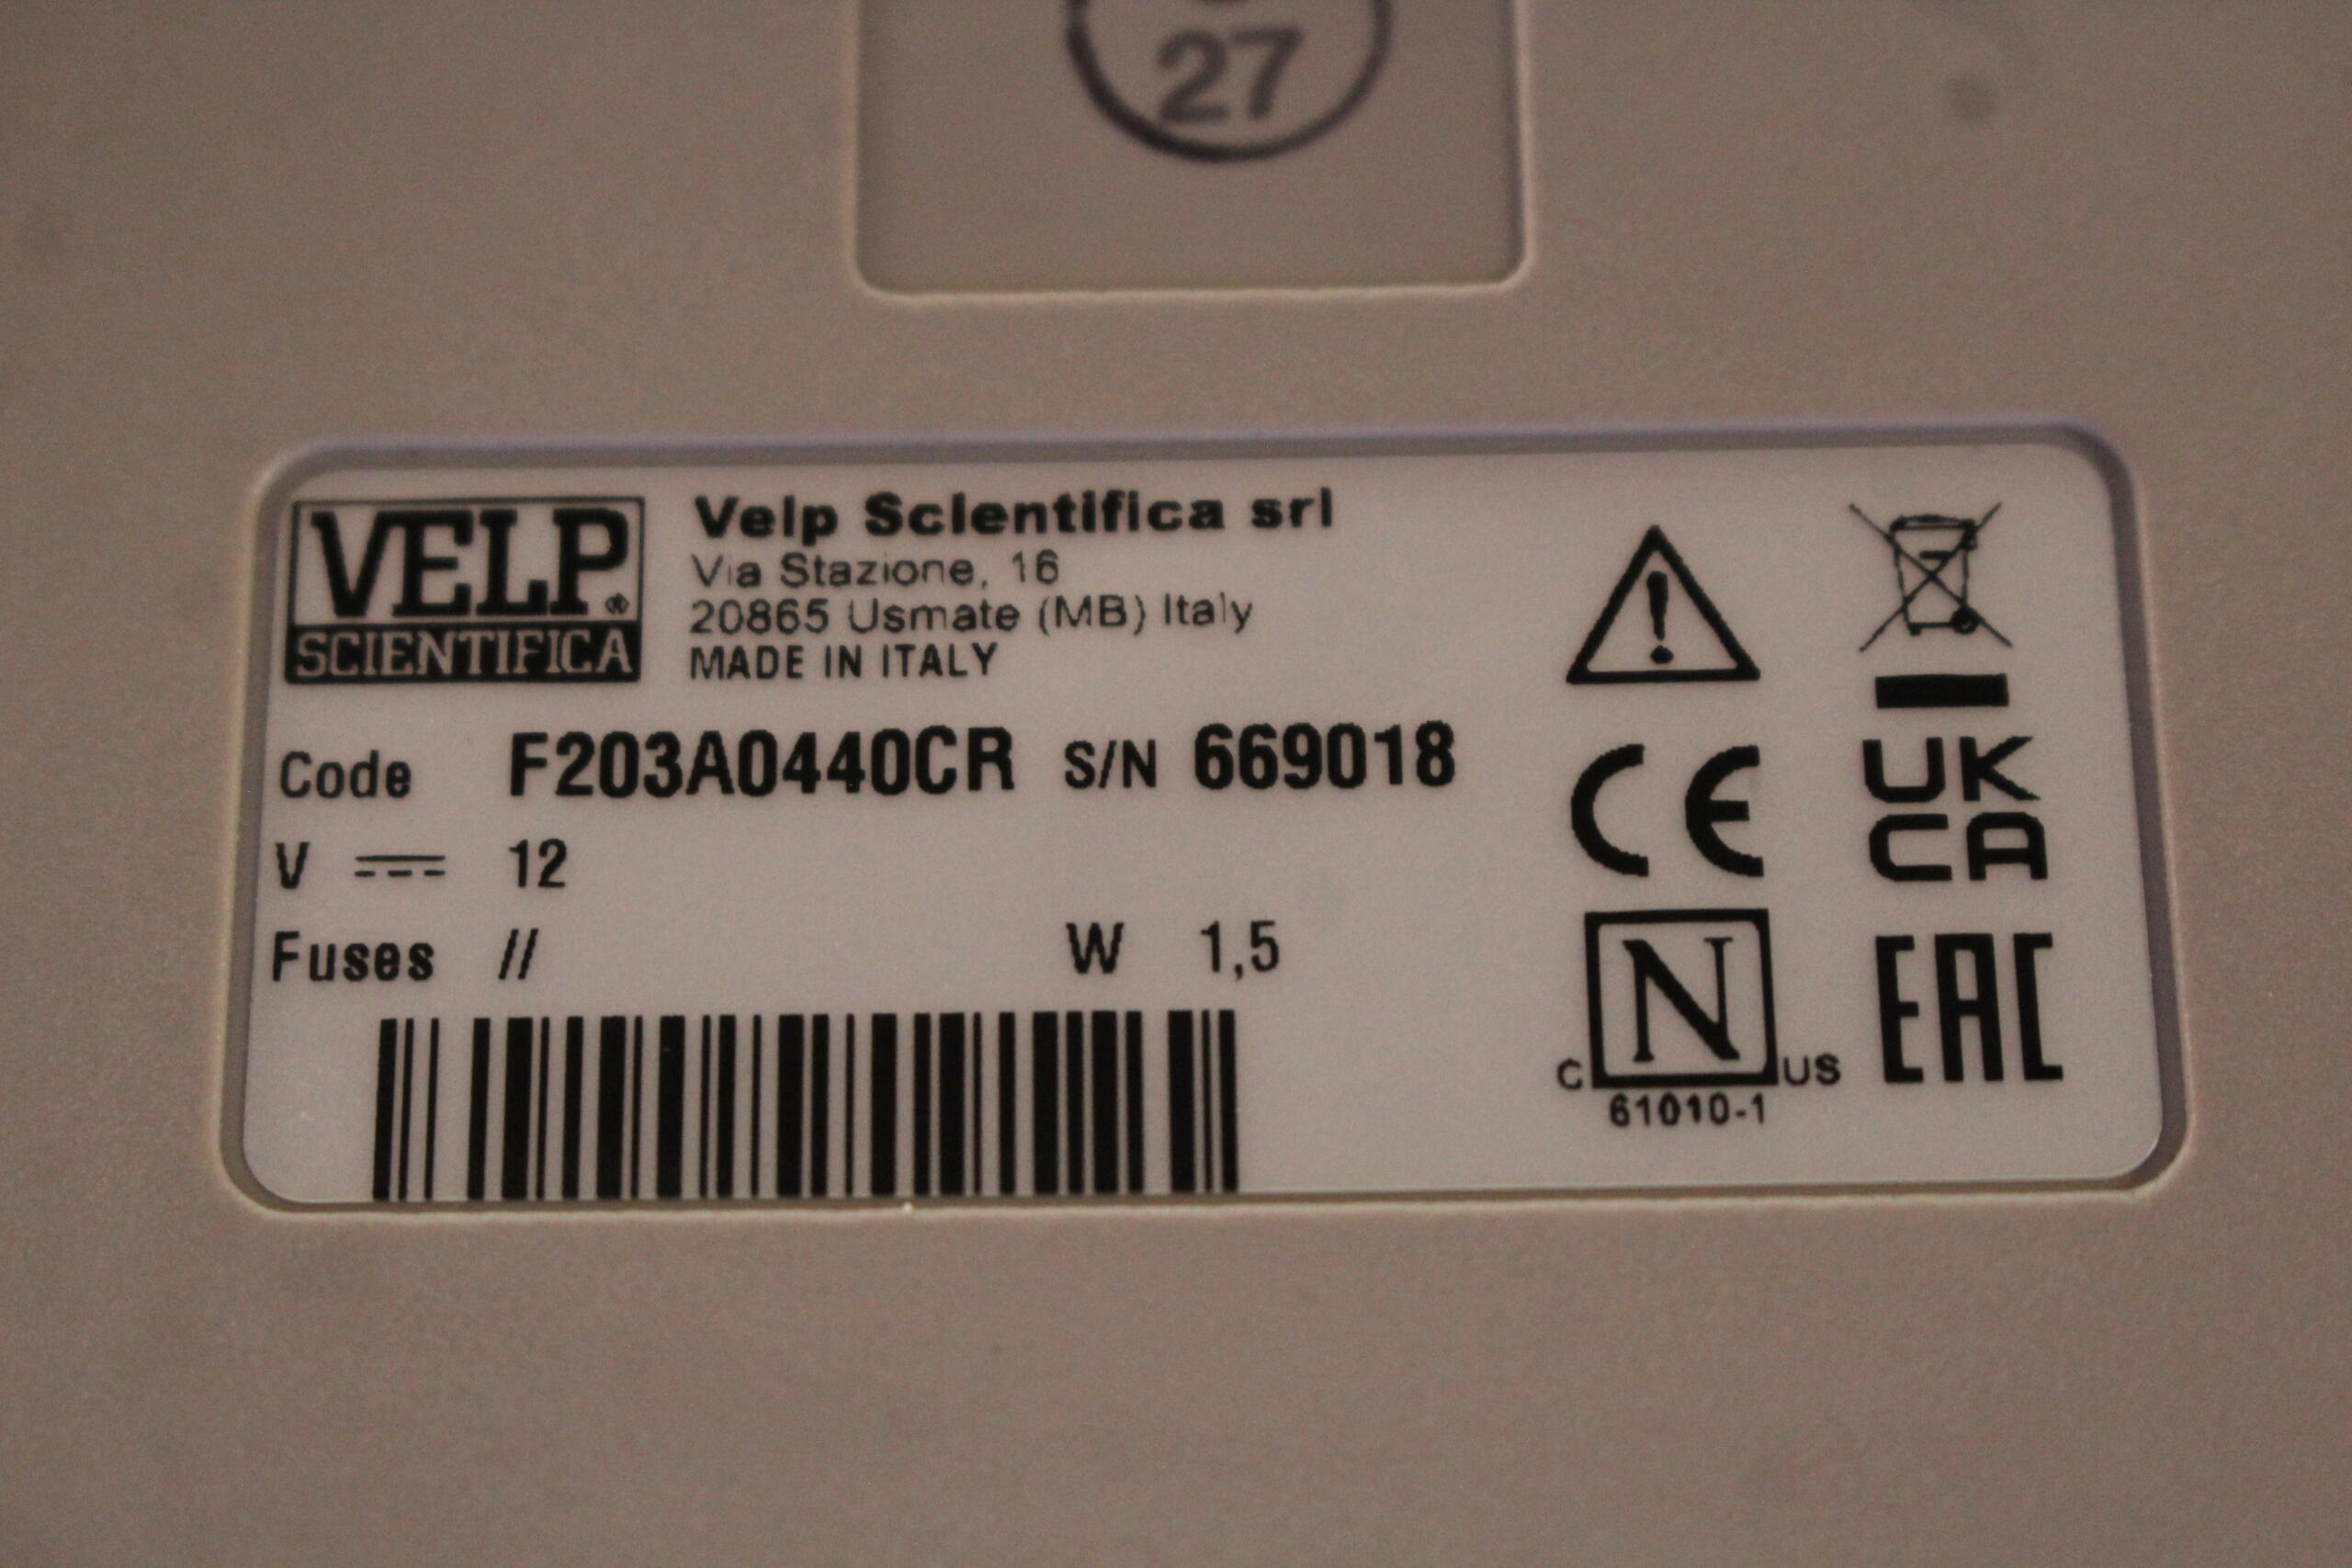 27
VELP®
SCIENTIFICA
Velp Scientifica srl
Via Stazione, 16
20865 Usmate (MB) Italy
MADE IN ITALY
Code F203A0440CR S/N 669018
V 12
Fuses // W 1,5
CE
UK
CA
N
C US
61010-1
EAC